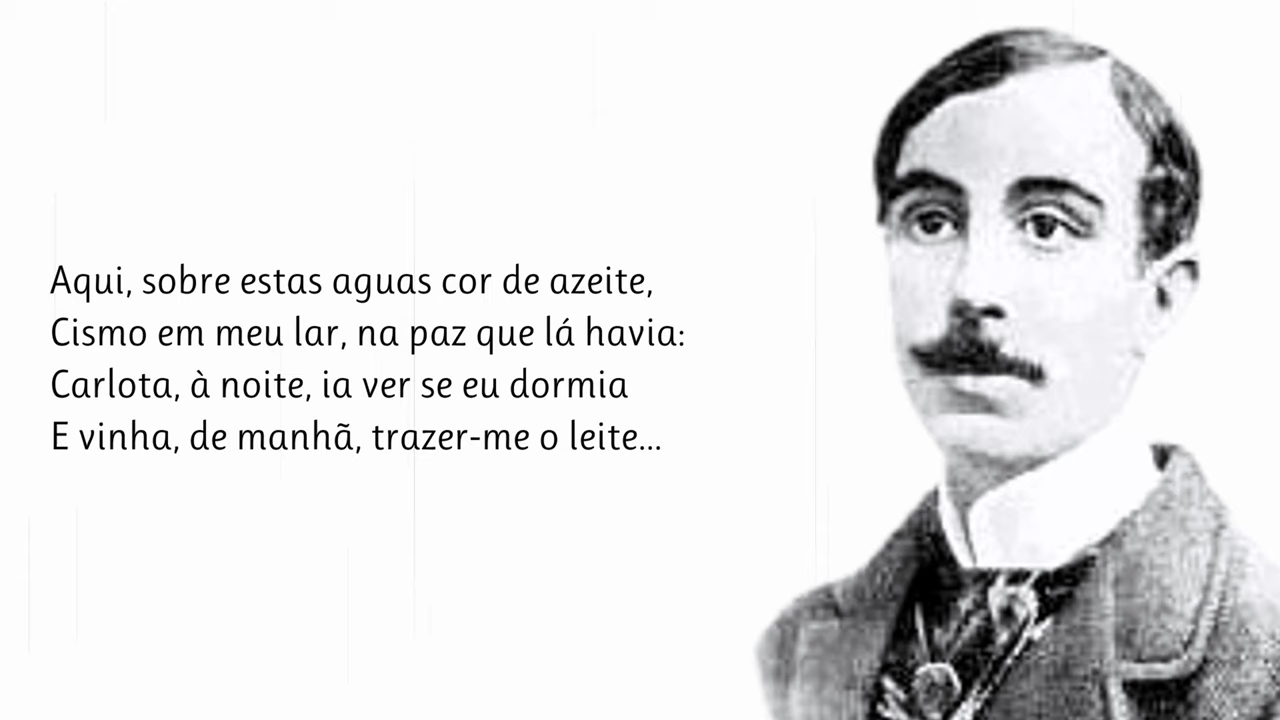 Aqui, sobre estas aguas cor de azeite,
Cismo em meu lar, na paz que lá havia:
Carlota, à noite, ia ver se eu dormia
E vinha, de manhã, trazer-me o leite...